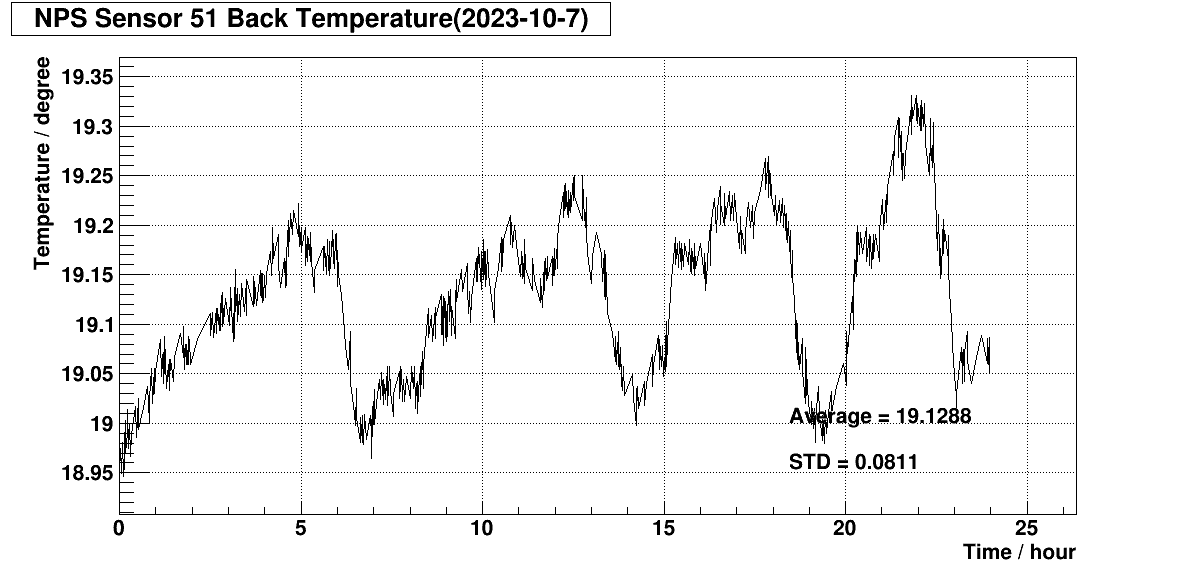 NPS Sensor 51 Back Temperature(2023-10-7)
Temperature / degree
19.35
19.3
19.25
19.2
19.15
19.1
19.05
19
18.95
Average = 19.1288
STD = 0.0811
0 5 10 15 20 25
Time / hour